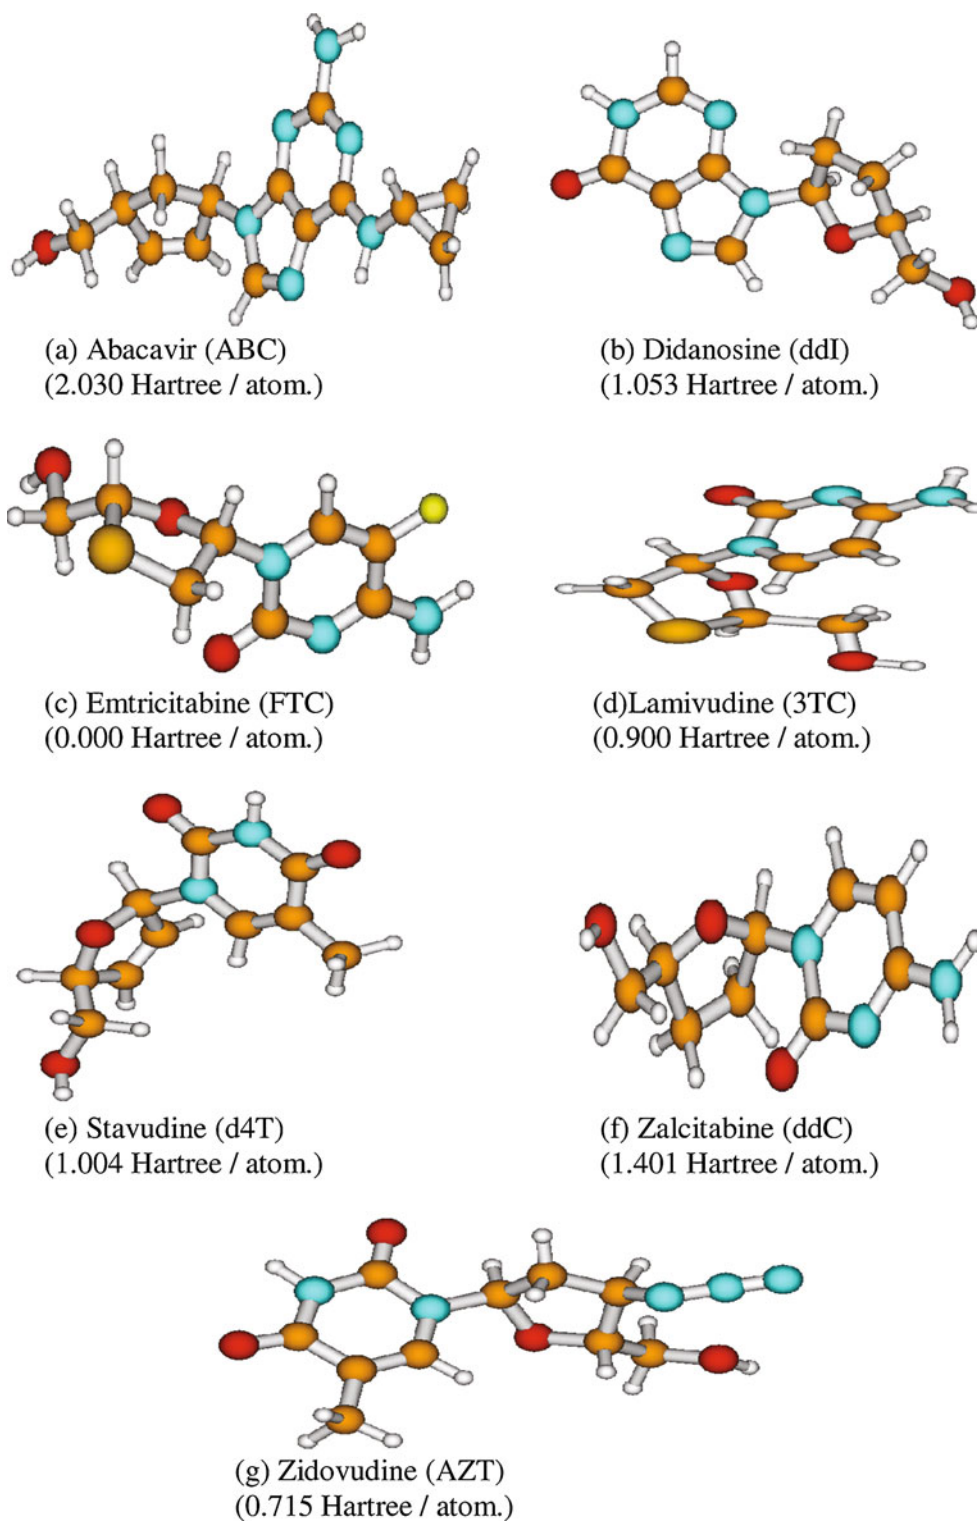 (a) Abacavir (ABC)
(2.030 Hartree / atom.)
(b) Didanosine (ddI)
(1.053 Hartree / atom.)
(c) Emtricitabine (FTC)
(0.000 Hartree / atom.)
(d)Lamivudine (3TC)
(0.900 Hartree / atom.)
(e) Stavudine (d4T)
(1.004 Hartree / atom.)
(f) Zalcitabine (ddC)
(1.401 Hartree / atom.)
(g) Zidovudine (AZT)
(0.715 Hartree / atom.)